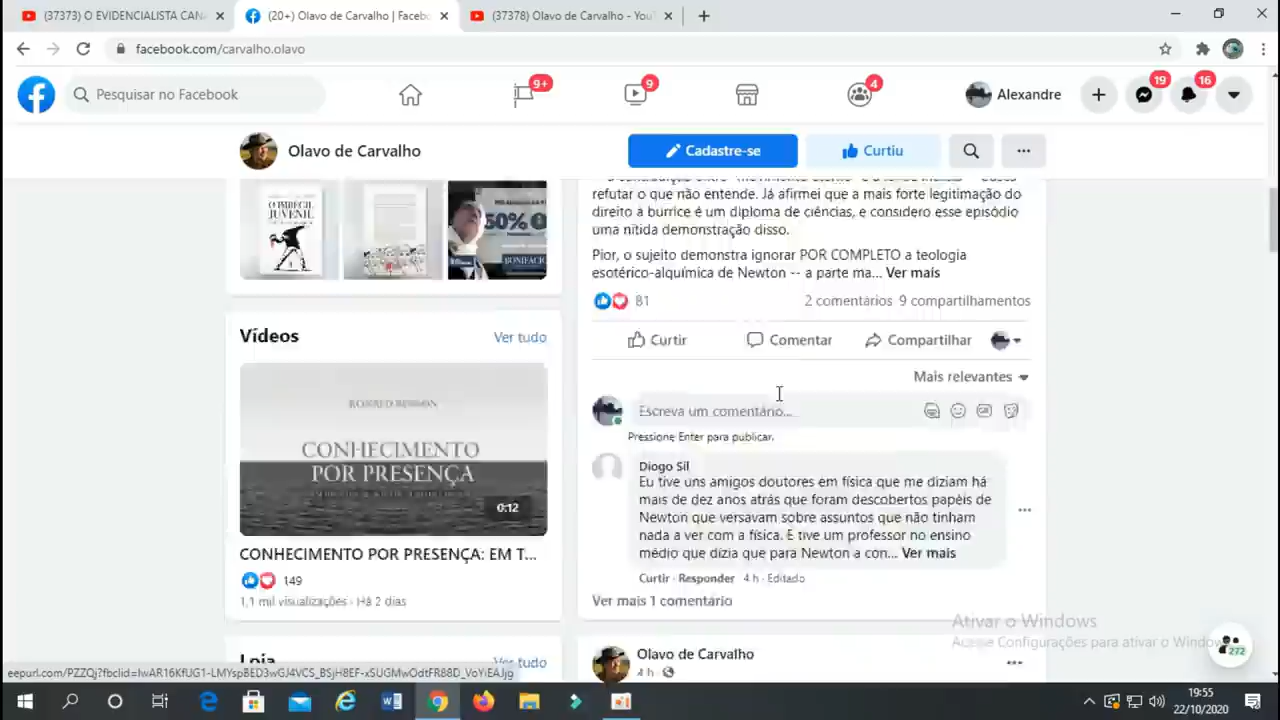 (37373) O EVIDENCIALISTA CANA
(20+) Olavo de Carvalho | Facebo
(37378) Olavo de Carvalho - YouT
facebook.com/carvalho.olavo
Pesquisar no Facebook
9+
9
4
Alexandre
19
16
Olavo de Carvalho
Cadastre-se
Curtiu
refutar o que não entende. Já afirmei que a mais forte legitimação do
direito à burrice é um diploma de ciências, e considero esse episódio
uma nítida demonstração disso.
Pior, o sujeito demonstra ignorar POR COMPLETO a teologia
esotérico-alquímica de Newton -- a parte ma... Ver mais
81
2 comentários 9 compartilhamentos
Curtir
Comentar
Compartilhar
Mais relevantes
Escreva um comentário...
GIF
Pressione Enter para publicar.
Diogo Sil
Eu tive uns amigos doutores em física que me diziam há
mais de dez anos atrás que foram descobertos papéis de
Newton que versavam sobre assuntos que não tinham
nada a ver com a física. E tive um professor no ensino
médio que dizia que para Newton a con... Ver mais
Curtir · Responder · 4 h · Editado
Ver mais 1 comentário
Olavo de Carvalho
4 h
O IMBECIL
JUVENIL
50% O
BONIFÁCIO
Vídeos
Ver tudo
CONHECIMENTO
POR PRESENÇA
0:12
CONHECIMENTO POR PRESENÇA: EM T...
149
1,1 mil visualizações · Há 2 dias
Loja
Ver tudo
Ativar o Windows
Acesse Configurações para ativar o Windows
272
19:55
22/10/2020